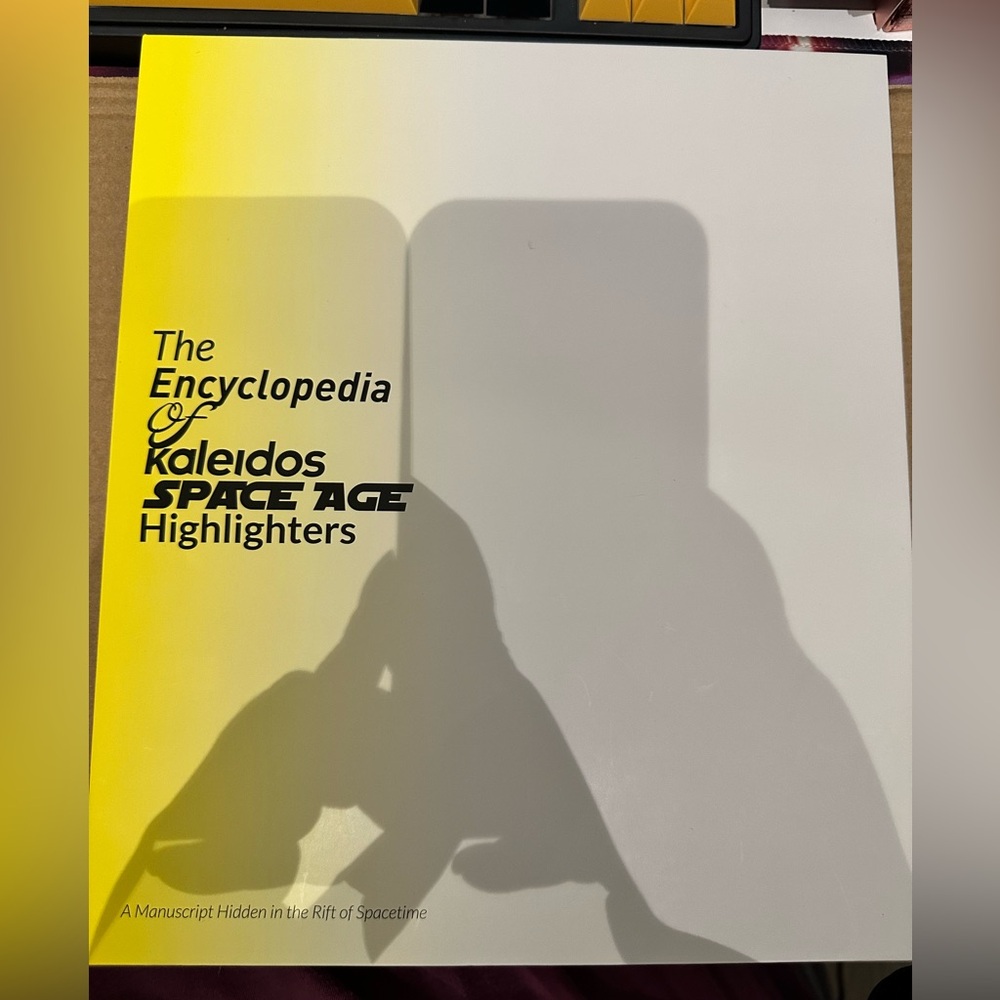 The
Encyclopedia
Of
Kaleidos
SPACE AGE
Highlighters
A Manuscript Hidden in the Rift of Spacetime